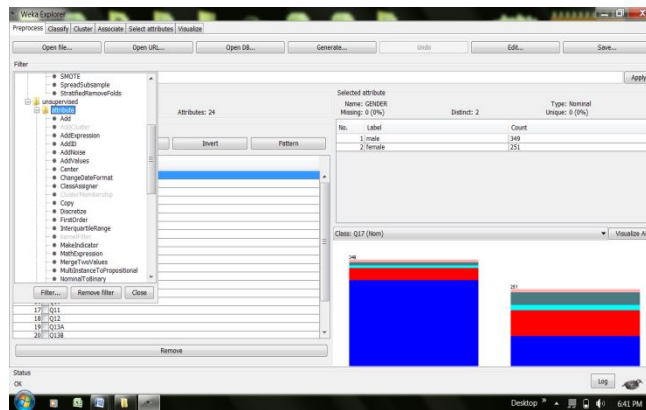 Weka Explorer
Preprocess Classify Cluster Associate Select attributes Visualize
Open file... Open URL... Open DB... Generate... Undo Edit... Save...
Filter
Apply
SMOTE
SpreadSubsample
StratifiedRemoveFolds
unsupervised
attribute
Add
AddCluster
AddExpression
AddID
AddNoise
AddValues
Center
ChangeDateFormat
ClassAssigner
ClusterMembership
Copy
Discretize
FirstOrder
InterquartileRange
KernelFilter
MakeIndicator
MathExpression
MergeTwoValues
MultiInstanceToPropositional
NominalToBinary
Filter... Remove filter Close
Attributes: 24
Invert Pattern
17 Q11
18 Q12
19 Q13A
20 Q13B
Remove
Selected attribute
Name: GENDER Type: Nominal
Missing: 0 (0%) Distinct: 2 Unique: 0 (0%)
No. Label Count
1 male 349
2 female 251
Class: Q17 (Nom) Visualize Al
349
251
Status
OK
Log
Desktop 6:41 PM